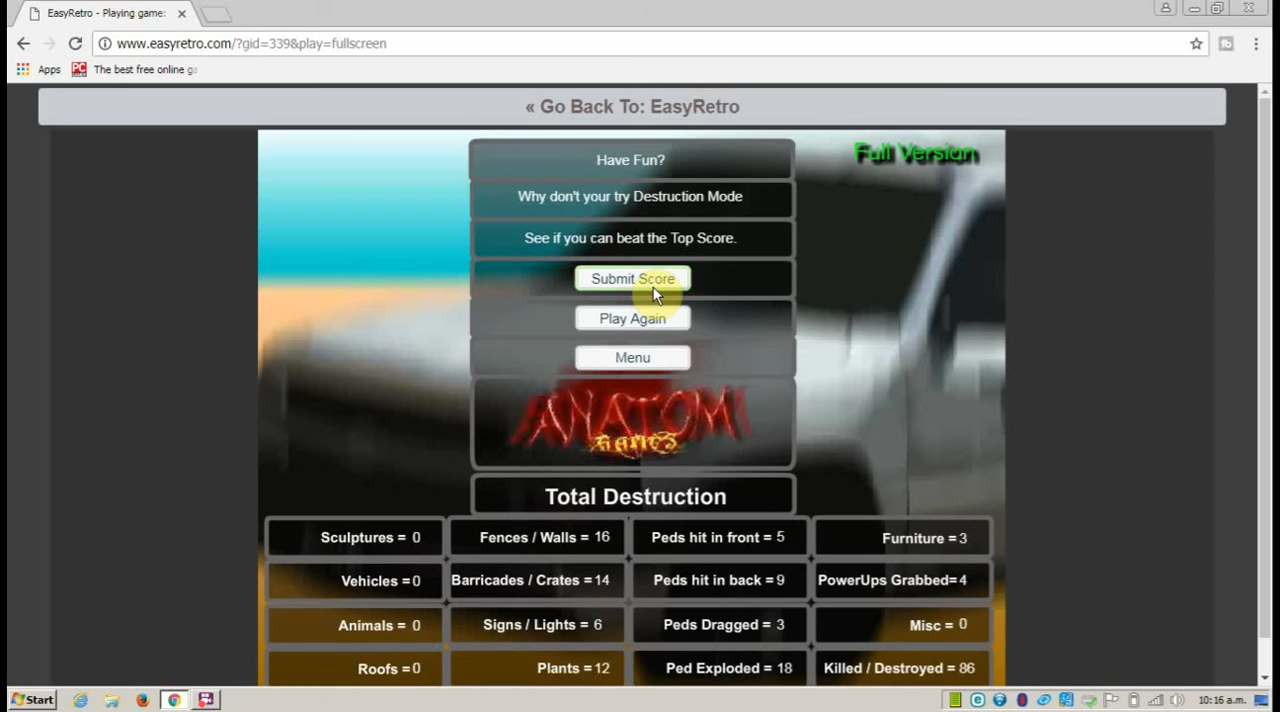 EasyRetro - Playing game:
www.easyretro.com/?gid=339&play=fullscreen
Apps
The best free online ga
« Go Back To: EasyRetro
Full Version
Have Fun?
Why don't your try Destruction Mode
See if you can beat the Top Score.
Submit Score
Play Again
Menu
ANATOMI
GAMES
Total Destruction
Sculptures = 0 Fences / Walls = 16 Peds hit in front = 5 Furniture = 3
Vehicles =0 Barricades / Crates =14 Peds hit in back =9 PowerUps Grabbed=4
Animals = 0 Signs / Lights = 6 Peds Dragged = 3 Misc = 0
Roofs =0 Plants =12 Ped Exploded = 18 Killed / Destroyed = 86
Start
10:16 a.m.